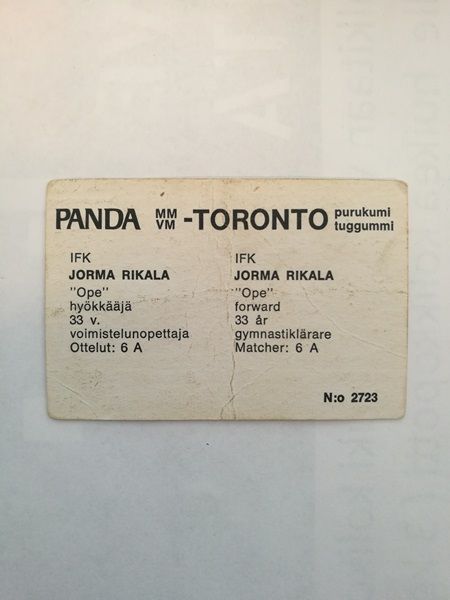 PANDA MM VM -TORONTO purukumi tuggummi
IFK
JORMA RIKALA
"Ope"
hyökkääjä
33 v.
voimistelunopettaja
Ottelut: 6 A
IFK
JORMA RIKALA
"Ope"
forward
33 år
gymnastiklärare
Matcher: 6 A
N:o 2723